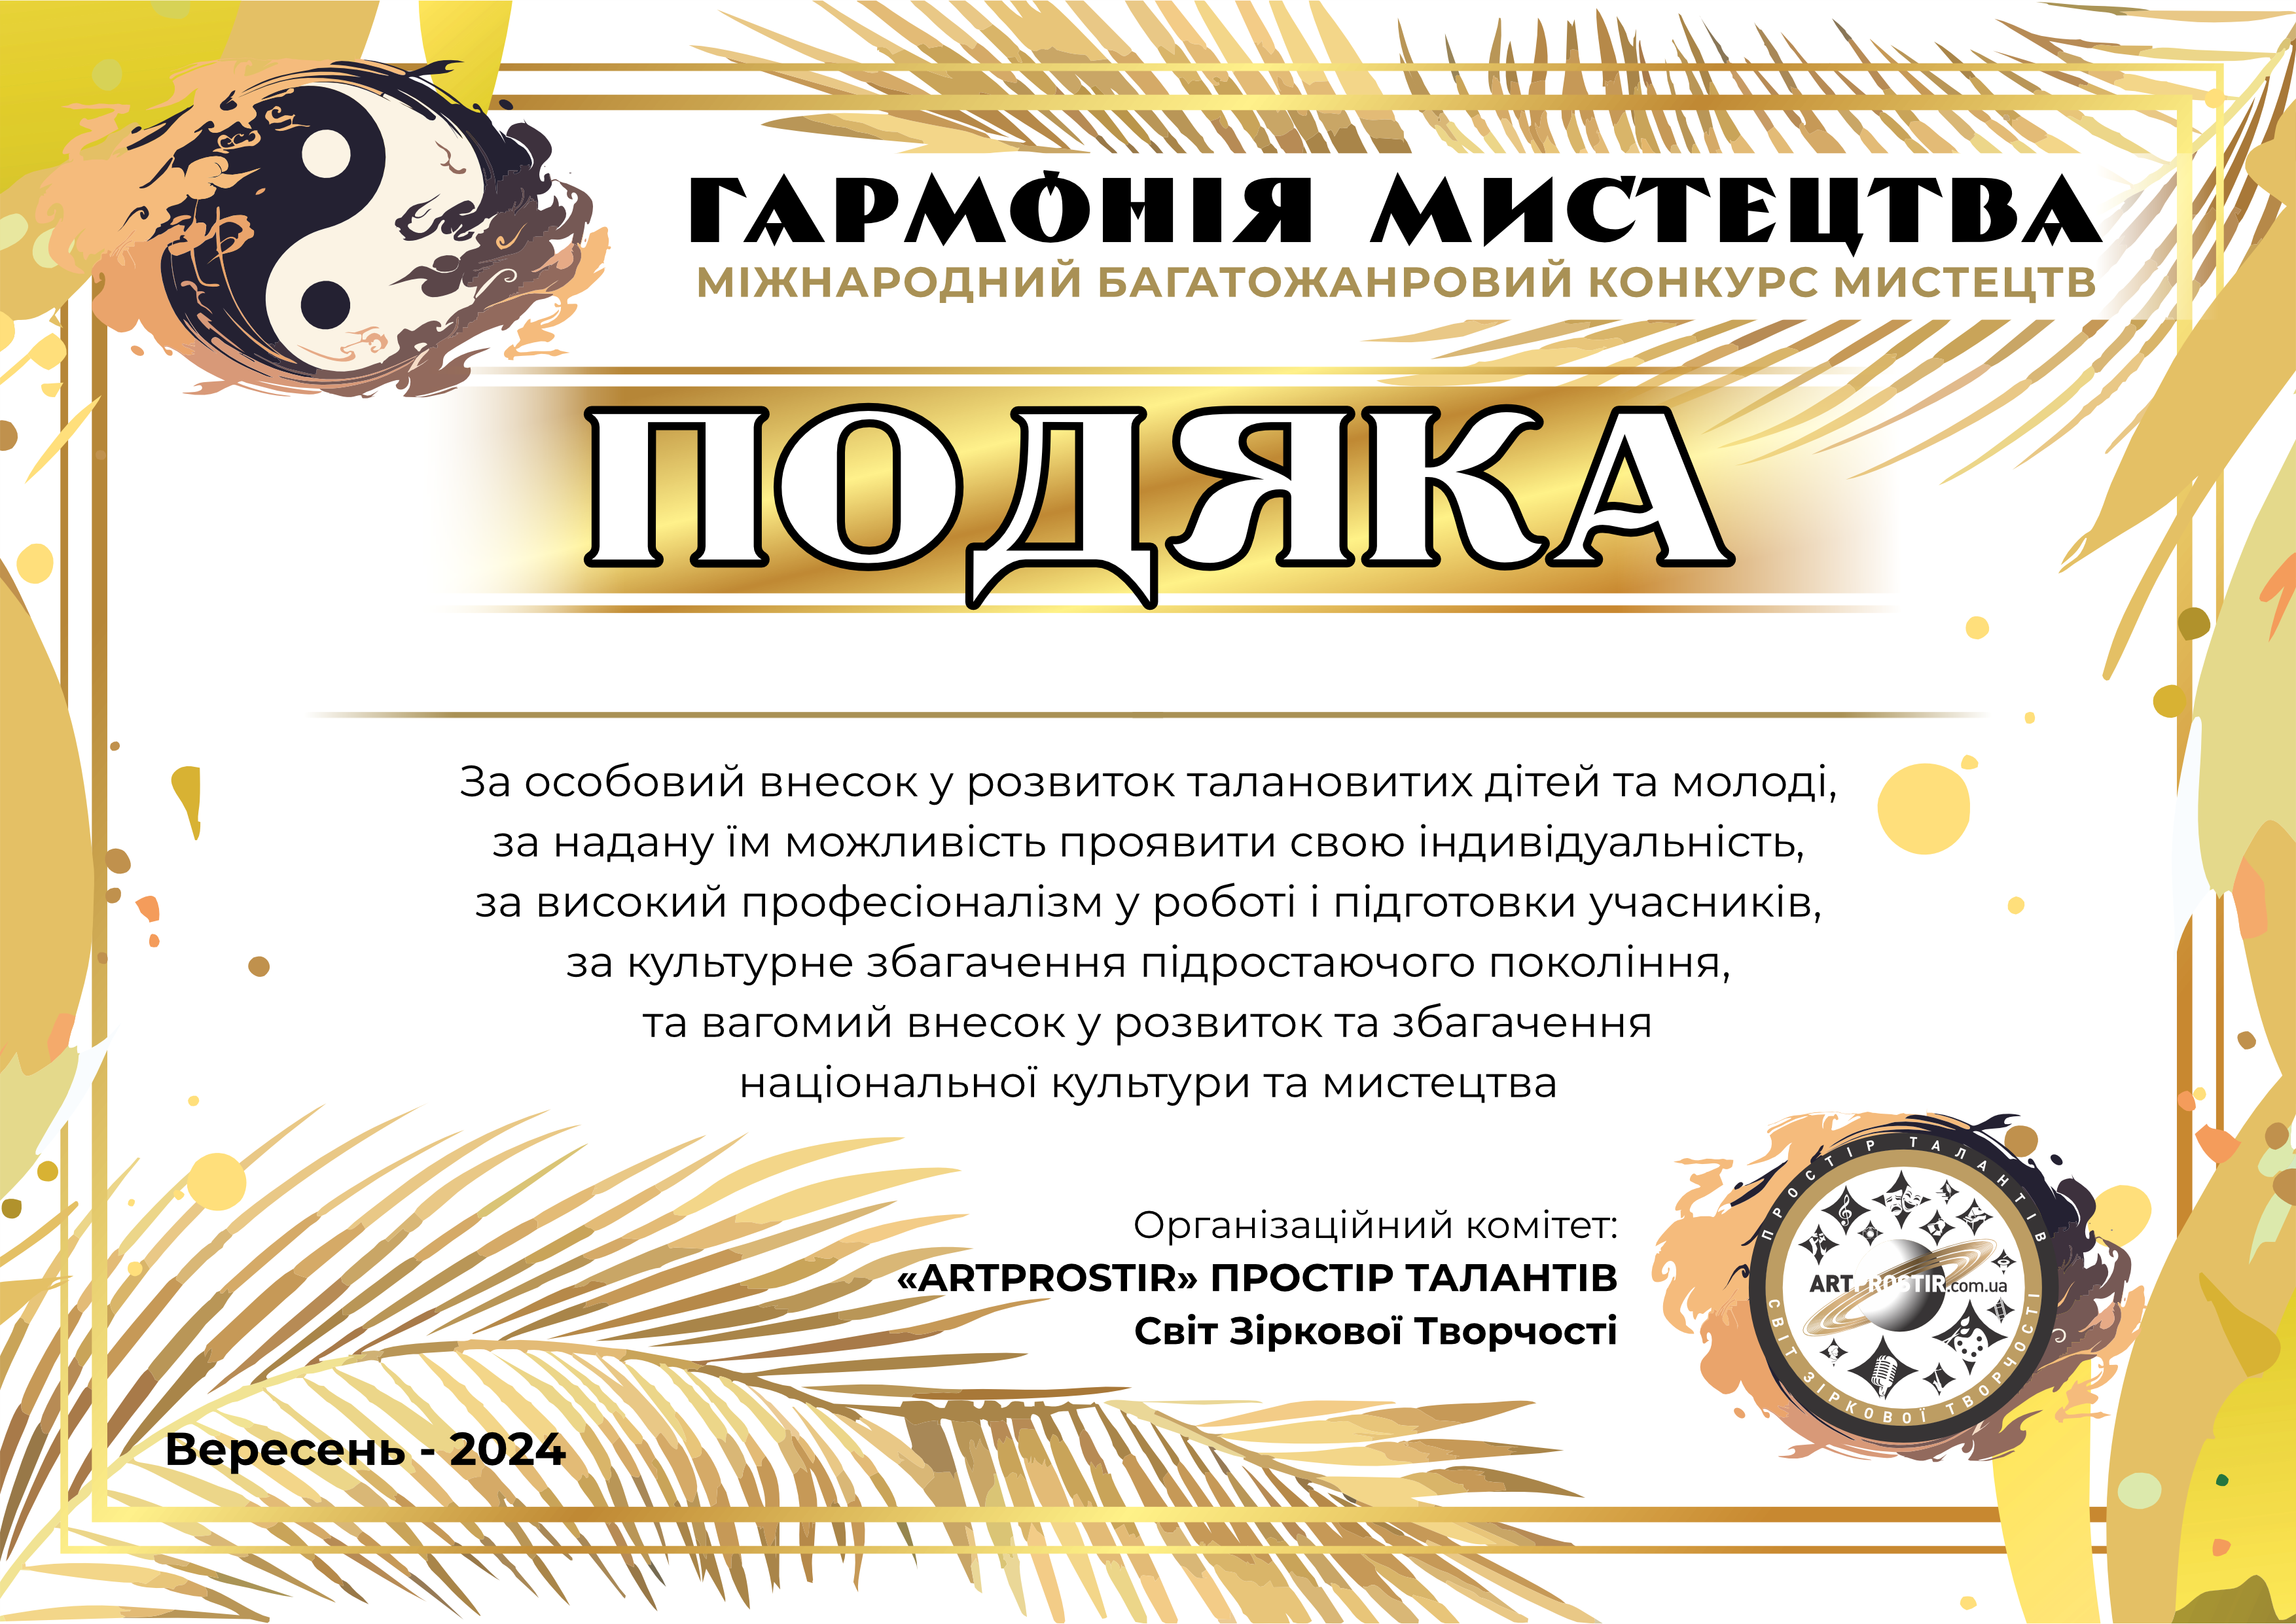 ГАРМОНІЯ МИСТЕЦТВА
МІЖНАРОДНИЙ БАГАТОЖАНРОВИЙ КОНКУРС МИСТЕЦТВ
ПОДЯКА
За особовий внесок у розвиток талановитих дітей та молоді,
за надану їм можливість проявити свою індивідуальність,
за високий професіоналізм у роботі і підготовки учасників,
за культурне збагачення підростаючого покоління,
та вагомий внесок у розвиток та збагачення
національної культури та мистецтва
Організаційний комітет:
«ARTPROSTIR» ПРОСТІР ТАЛАНТІВ
Світ Зіркової Творчості
ПРОСТІР ТАЛАНТІВ
ARTPROSTIR.com.ua
СВІТ ЗІРКОВОЇ ТВОРЧОСТІ
Вересень - 2024